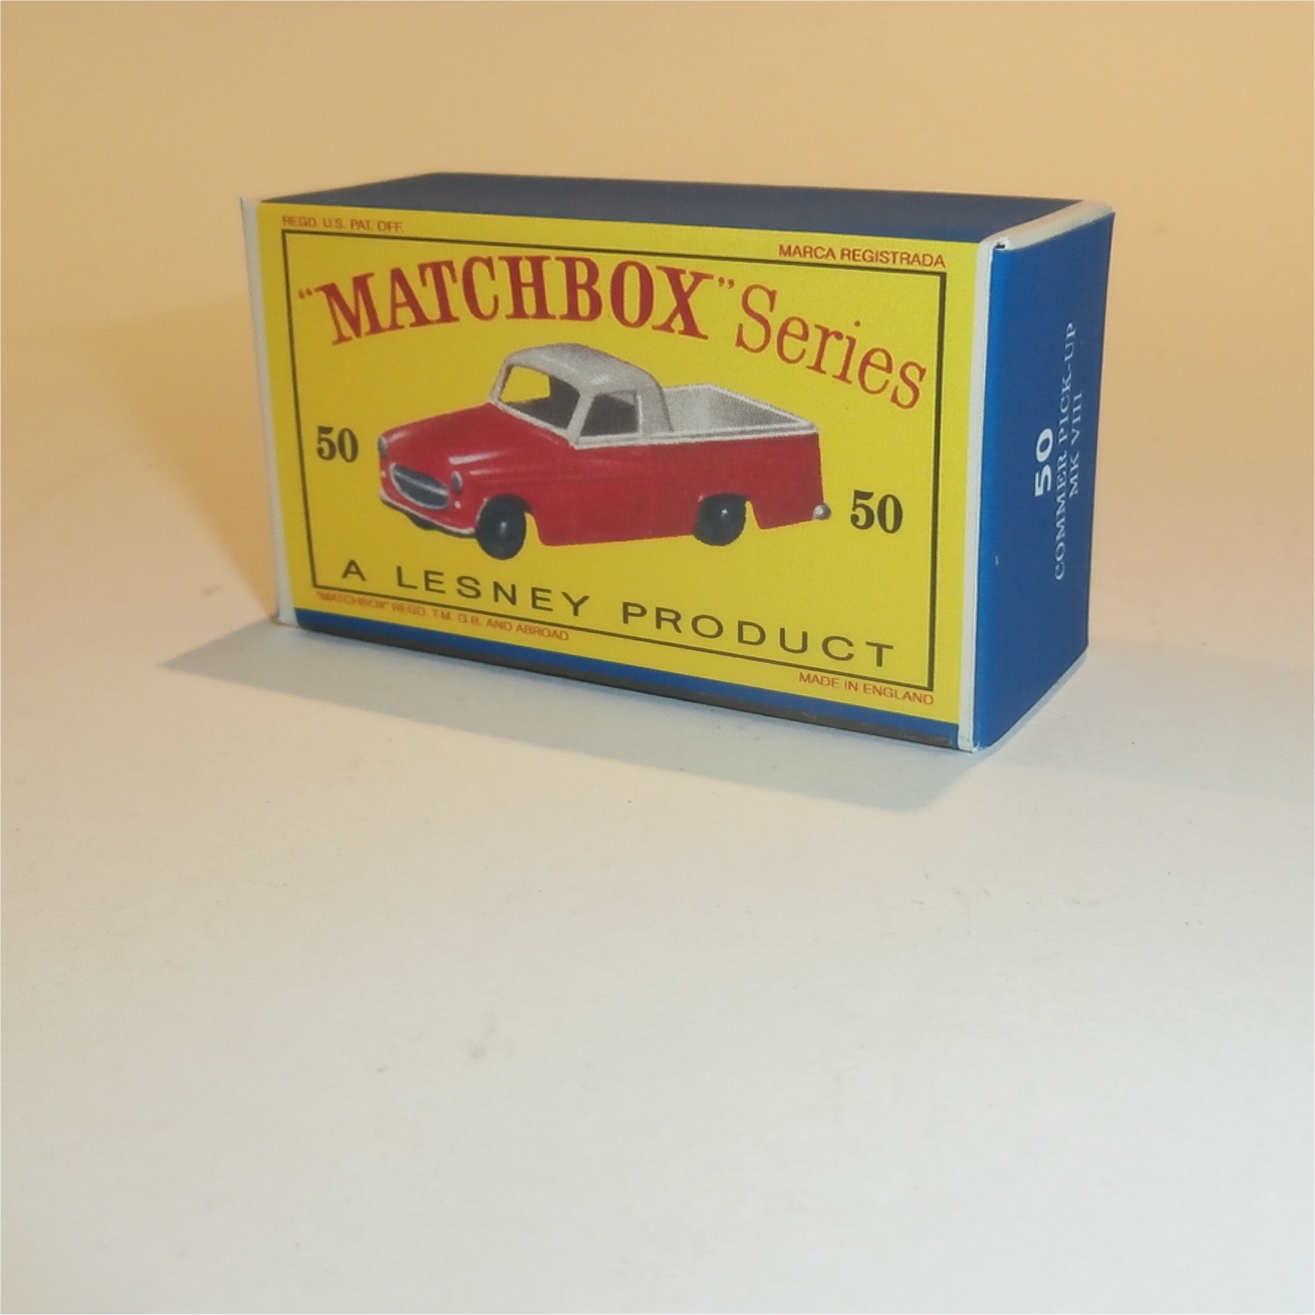 REGD. U.S. PAT. OFF.
MARCA REGISTRADA
"MATCHBOX" Series
50
50
A LESNEY PRODUCT
"MATCHBOX" REGD. T.M. G.B. AND ABROAD
MADE IN ENGLAND
50
COMMER PICK-UP
MK VIII